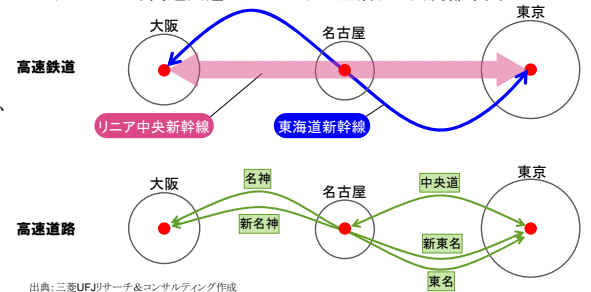 東京
大阪
名古屋
高速鉄道
、
リニア中央新幹線
東海道新幹線
東京
大阪
名神
中央道
名古屋
新名神
高速道路
新東名
東名
出典：三菱UFJリサーチ＆コンサルティング作成